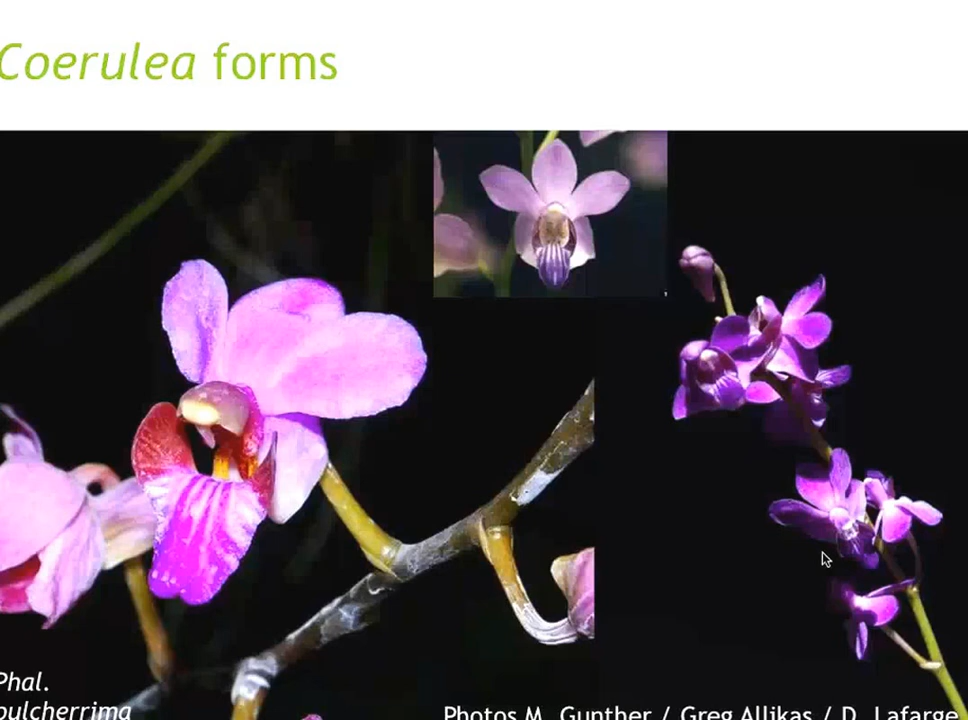 Coerulea forms
Phal.
pulcherrima
Photos M. Gunther / Greg Allikas / D. Lafarge